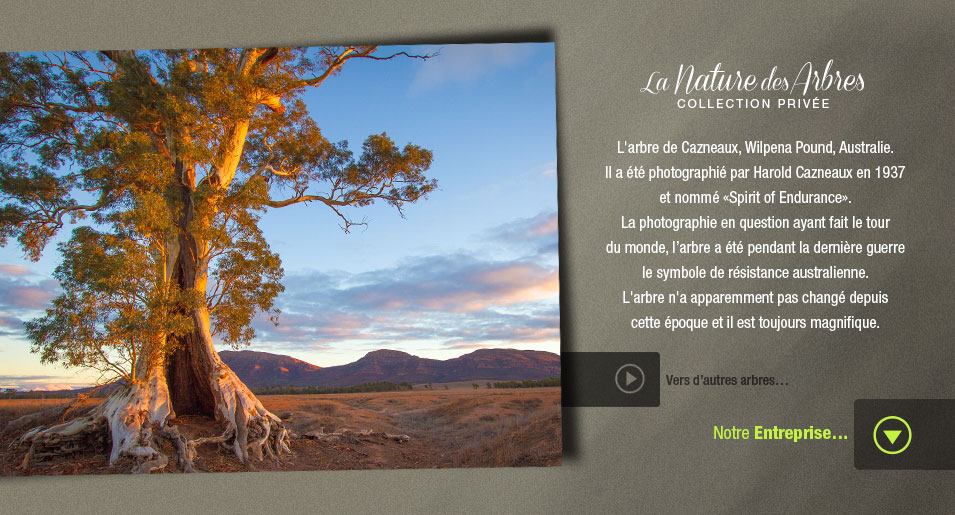 La Nature des Arbres
COLLECTION PRIVÉE
L'arbre de Cazneaux, Wilpena Pound, Australie.
Il a été photographié par Harold Cazneaux en 1937
et nommé «Spirit of Endurance».
La photographie en question ayant fait le tour
du monde, l’arbre a été pendant la dernière guerre
le symbole de résistance australienne.
L'arbre n'a apparemment pas changé depuis
cette époque et il est toujours magnifique.
Vers d’autres arbres...
Notre Entreprise...